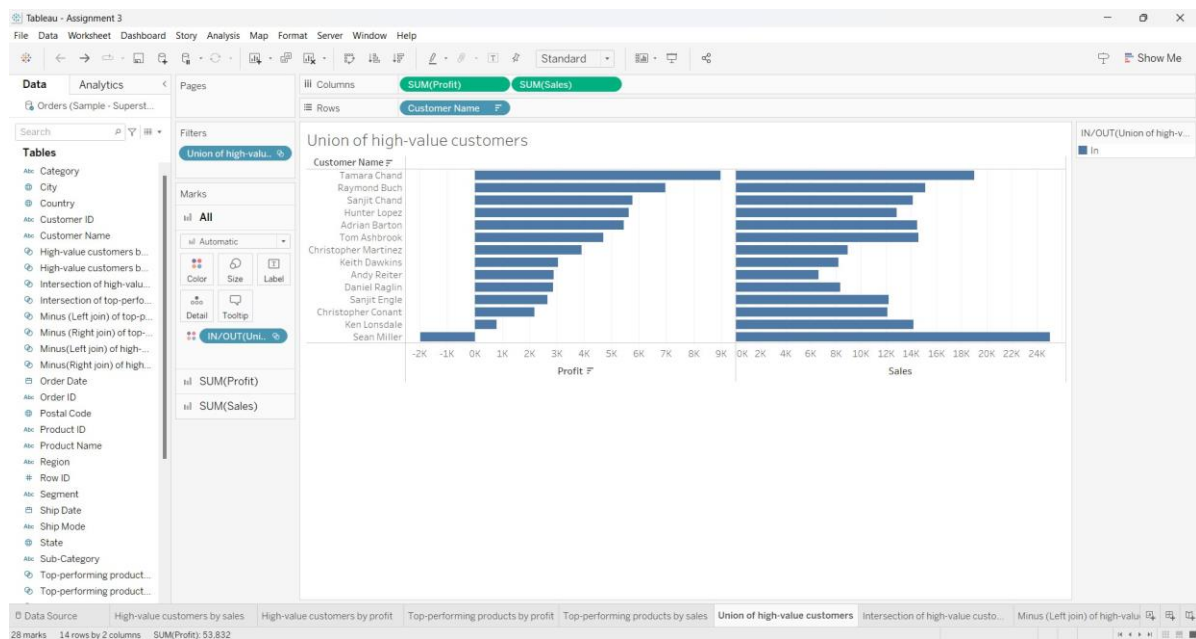 Tableau - Assignment 3
File Data Worksheet Dashboard Story Analysis Map Format Server Window Help
Standard
Show Me
Data Analytics
Orders (Sample - Superst...
Search
Tables
Category
City
Country
Customer ID
Customer Name
High-value customers b...
High-value customers b...
Intersection of high-valu...
Intersection of top-perfo...
Minus (Left join) of top-p...
Minus (Right join) of top-...
Minus(Left join) of high-...
Minus(Right join) of high...
Order Date
Order ID
Postal Code
Product ID
Product Name
Region
Row ID
Segment
Ship Date
Ship Mode
State
Sub-Category
Top-performing product...
Top-performing product...
Pages
Filters
Union of high-valu..
Marks
All
Automatic
Color Size Label
Detail Tooltip
IN/OUT(Uni..
SUM(Profit)
SUM(Sales)
Columns SUM(Profit) SUM(Sales)
Rows Customer Name
Union of high-value customers
Customer Name
Tamara Chand
Raymond Buch
Sanjit Chand
Hunter Lopez
Adrian Barton
Tom Ashbrook
Christopher Martinez
Keith Dawkins
Andy Reiter
Daniel Raglin
Sanjit Engle
Christopher Conant
Ken Lonsdale
Sean Miller
-2K -1K 0K 1K 2K 3K 4K 5K 6K 7K 8K 9K 0K 2K 4K 6K 8K 10K 12K 14K 16K 18K 20K 22K 24K
Profit Sales
IN/OUT(Union of high-v...
In
Data Source High-value customers by sales High-value customers by profit Top-performing products by profit Top-performing products by sales Union of high-value customers Intersection of high-value custo... Minus (Left join) of high-valu
28 marks 14 rows by 2 columns SUM(Profit): 53,832